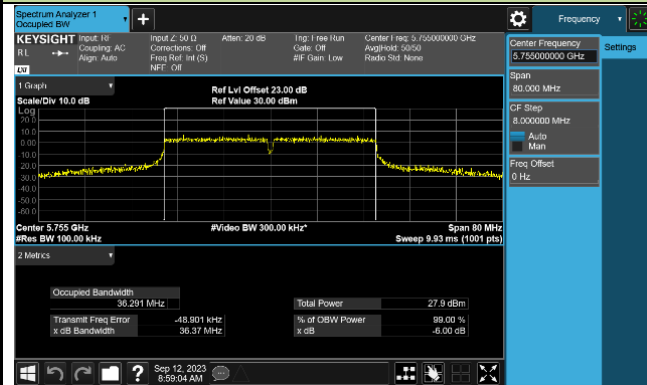 Spectrum Analyzer 1
Occupied BW
Frequency
KEYSIGHT
Input: RF
Input Z: 50 Ω
Atten: 20 dB
Trig: Free Run
Center Freq: 5.755000000 GHz
RL
Coupling: AC
Corrections: Off
Gate: Off
Avg|Hold: 50/50
Align: Auto
Freq Ref: Int (S)
#IF Gain: Low
Radio Std: None
NFE: Off
LXI
Center Frequency
5.755000000 GHz
Settings
Span
80.000 MHz
CF Step
8.000000 MHz
Auto
Man
Freq Offset
0 Hz
1 Graph
Ref Lvl Offset 23.00 dB
Scale/Div 10.0 dB
Ref Value 30.00 dBm
Log
20.0
10.0
0.00
-10.0
-20.0
-30.0
-40.0
-50.0
-60.0
Center 5.755 GHz
#Video BW 300.00 kHz*
Span 80 MHz
#Res BW 100.00 kHz
Sweep 9.93 ms (1001 pts)
2 Metrics
Occupied Bandwidth
36.291 MHz
Total Power
27.9 dBm
Transmit Freq Error
-48.901 kHz
% of OBW Power
99.00 %
x dB Bandwidth
36.37 MHz
x dB
-6.00 dB
?
Sep 12, 2023
8:59:04 AM